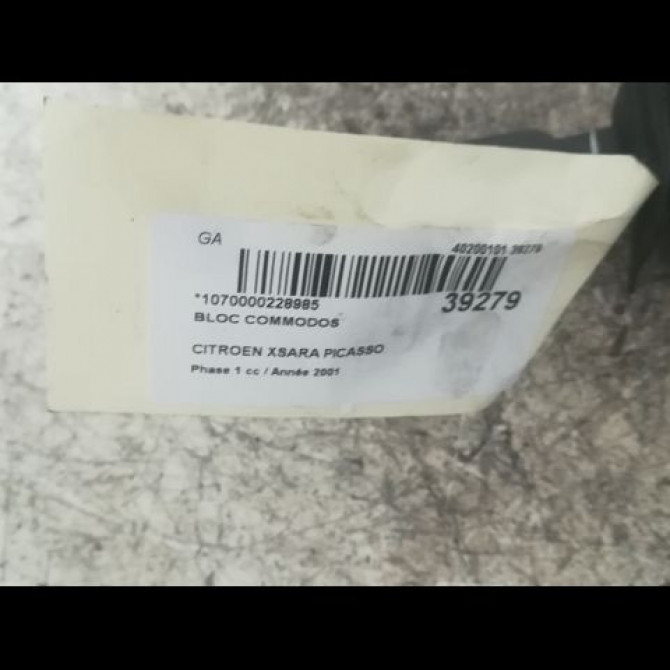 GA
40200101 39279
*1070000228985
39279
BLOC COMMODOS
CITROEN XSARA PICASSO
Phase 1 cc / Année 2001